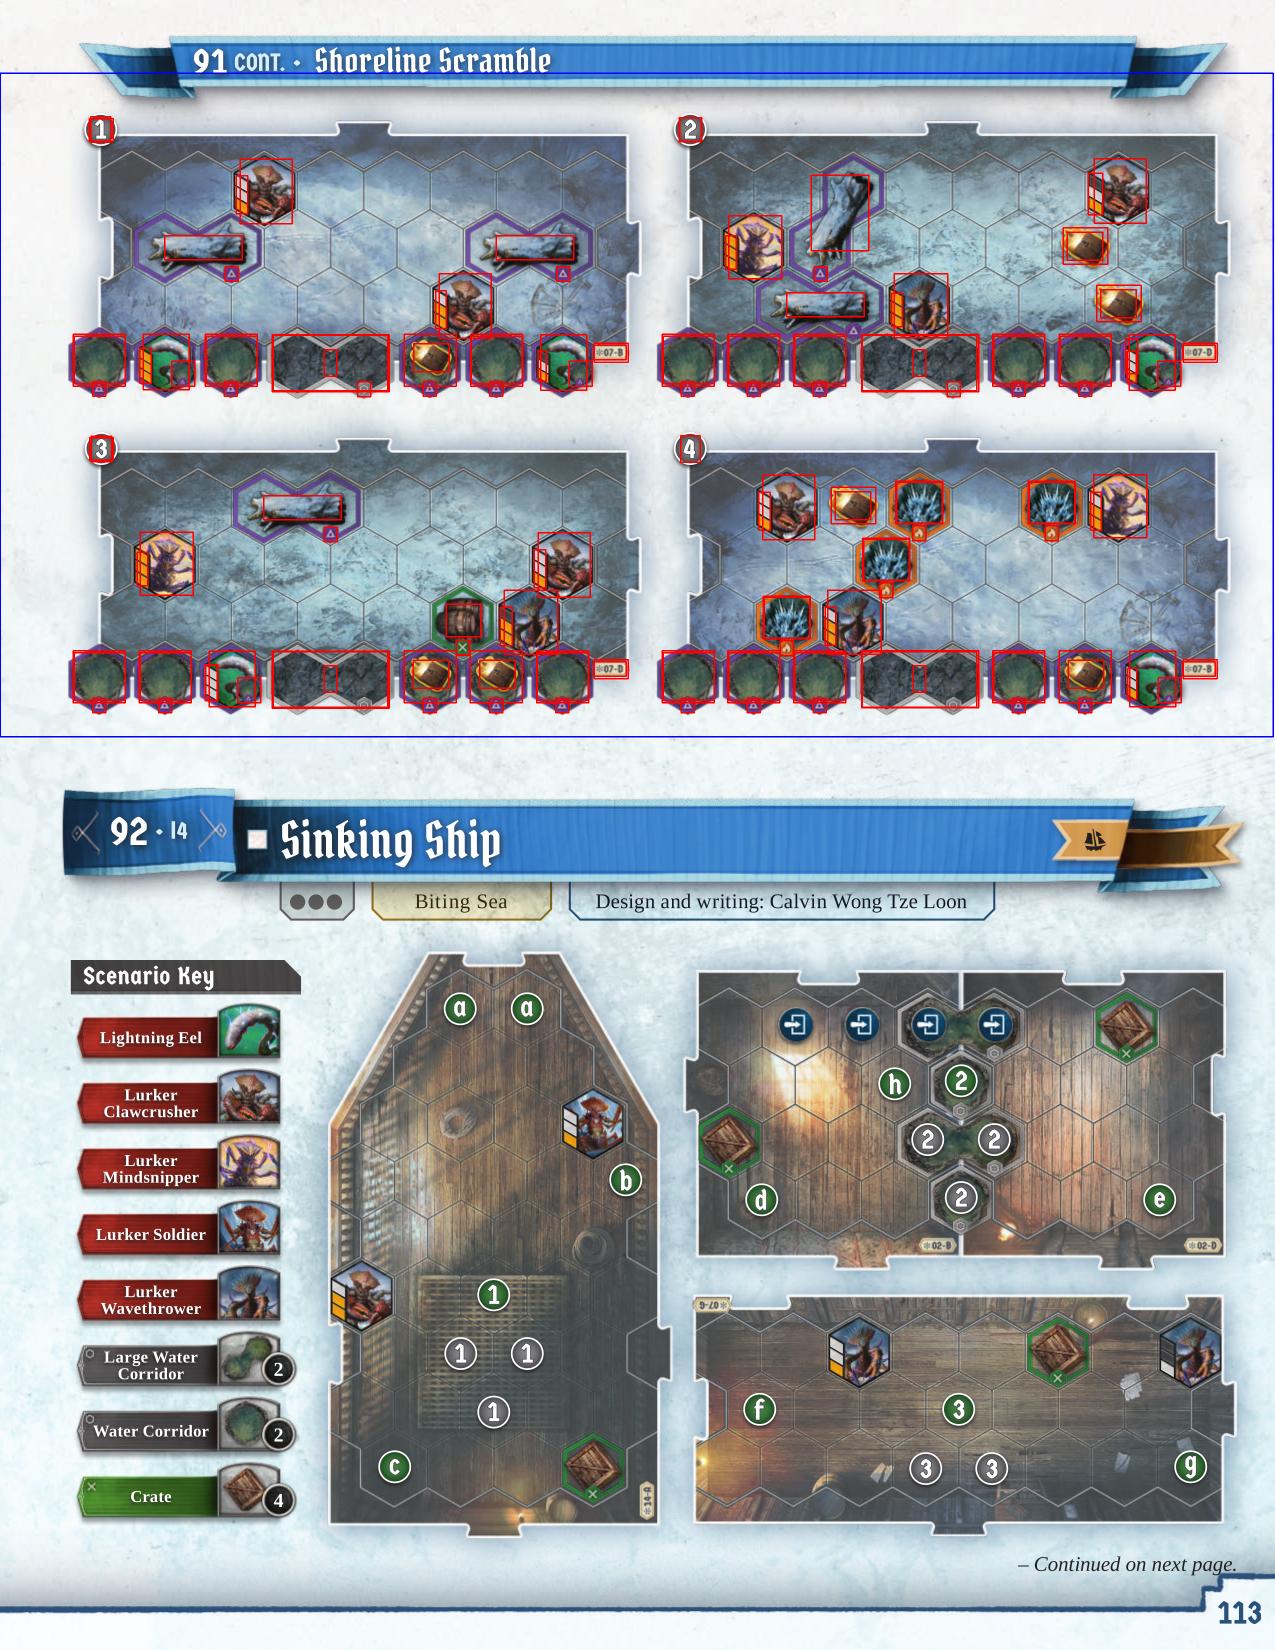 91 CONT. · Shoreline Scramble
1
2
07-B
07-D
3
4
07-D
07-B
92 · 14
Sinking Ship
Biting Sea
Design and writing: Calvin Wong Tze Loon
Scenario Key
Lightning Eel
Lurker
Clawcrusher
Lurker
Mindsnipper
Lurker Soldier
Lurker
Wavethrower
Large Water
Corridor
2
Water Corridor
2
Crate
4
a a
b
1
1 1
1
c
14-A
h 2
2 2
d 2 e
02-B
02-D
07-G
f 3
3 3 g
– Continued on next page.
113